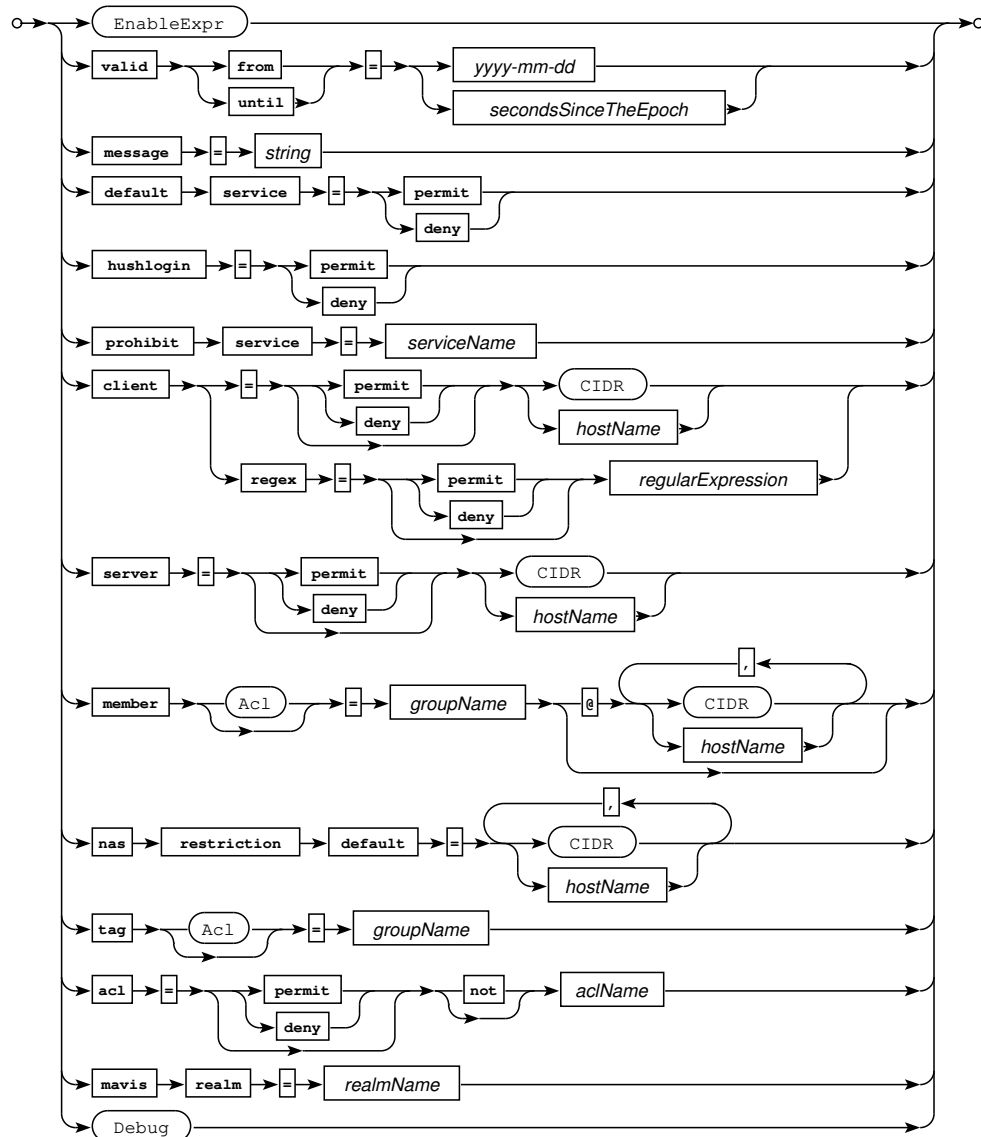 EnableExpr
valid from = yyyy-mm-dd
until secondsSinceTheEpoch
message = string
default service = permit
deny
hushlogin = permit
deny
prohibit service = serviceName
client = permit CIDR
deny hostName
regex = permit regularExpression
deny
server = permit CIDR
deny hostName
,
member Acl = groupName @ CIDR
hostName
,
nas restriction default = CIDR
hostName
tag Acl = groupName
acl = permit not aclName
deny
mavis realm = realmName
Debug